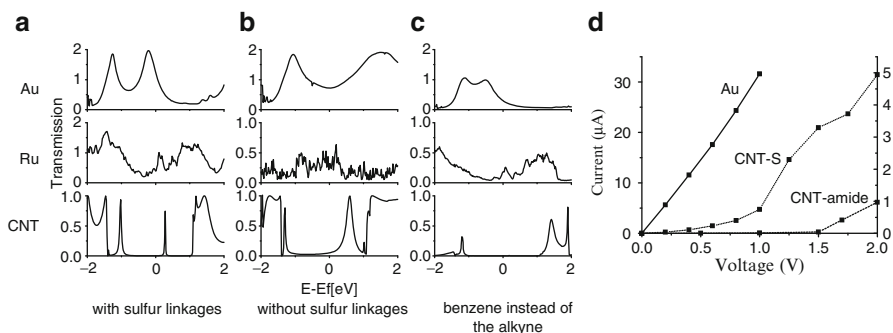 a
b
c
d
Transmission
Au
2
1
0
Ru
2
1
0
CNT
1.0
0.5
0.0
−2
0
2
2
1
0
1.0
0.5
0.0
1.0
0.5
0.0
−2
0
2
2
1
0
1.0
0.5
0.0
1.0
0.5
0.0
−2
0
2
E-Ef[eV]
with sulfur linkages
without sulfur linkages
benzene instead of
the alkyne
Current (μA)
30
20
10
0
Au
CNT-S
CNT-amide
5
4
3
2
1
0
0.0
0.5
1.0
1.5
2.0
Voltage (V)